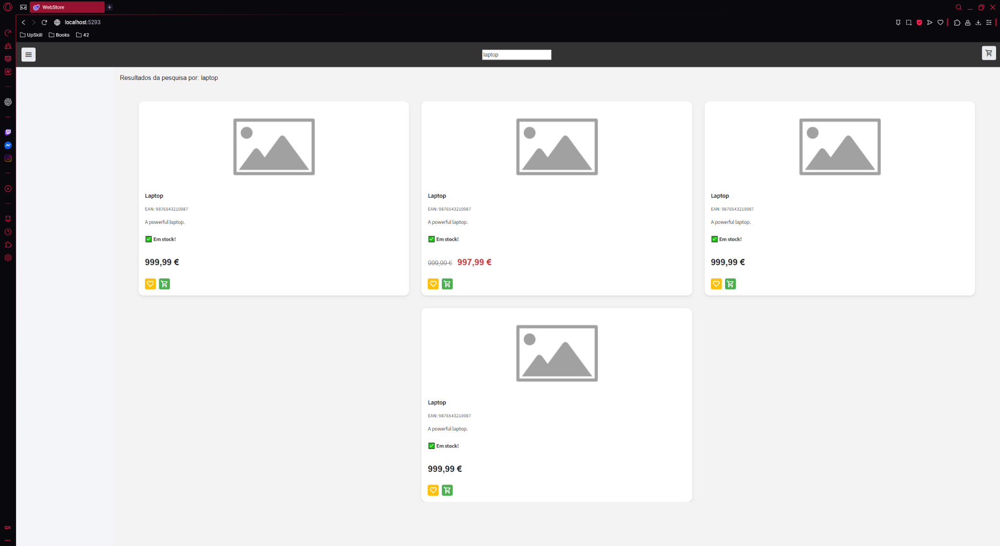 WebStore
localhost:5293
UpSkill Books 42
laptop
Resultados da pesquisa por: laptop
Laptop
EAN: 9876543210987
A powerful laptop.
✅ Em stock!
999,99 €
Laptop
EAN: 9876543210987
A powerful laptop.
✅ Em stock!
999,99 € 997,99 €
Laptop
EAN: 9876543210987
A powerful laptop.
✅ Em stock!
999,99 €
Laptop
EAN: 9876543210987
A powerful laptop.
✅ Em stock!
999,99 €
M
GX